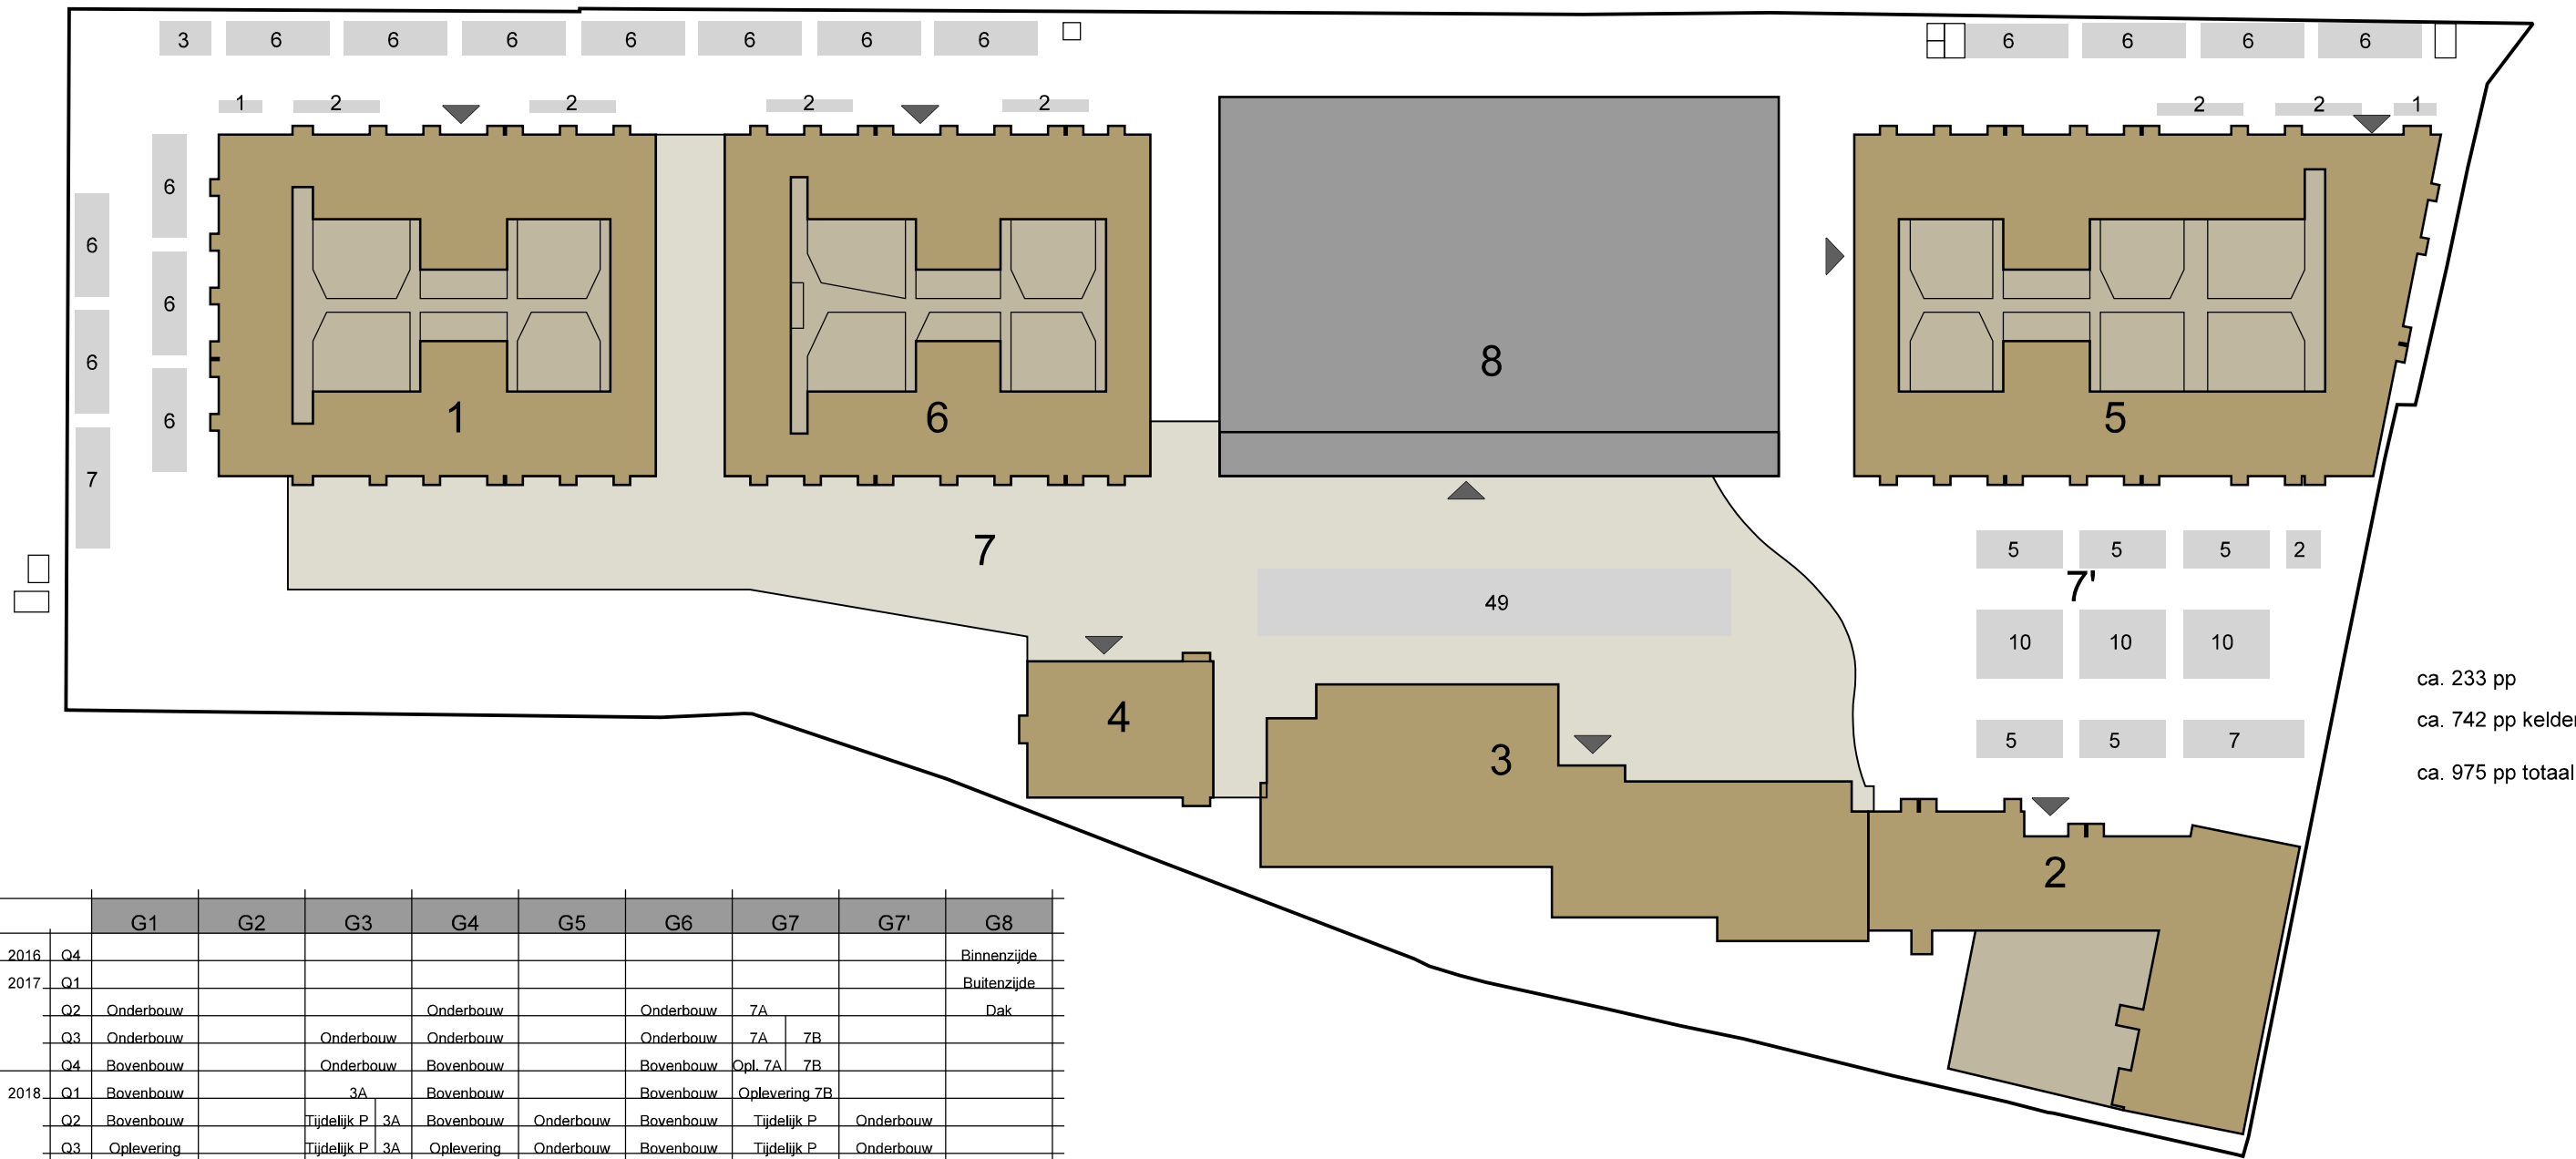 3 6 6 6 6 6 6 6 6 6 6 6
1 2 2 2 2 2 2 1
6
6
6
6
6
7
6
8
1
6
5
7
5 5 5 2
7'
49
10 10 10
ca. 233 pp
4
ca. 742 pp kelder
3
5 5 7
ca. 975 pp totaal
2
G1 G2 G3 G4 G5 G6 G7 G7' G8
2016 Q4 Binnenzijde
2017 Q1 Buitenzijde
Q2 Onderbouw Onderbouw Onderbouw 7A Dak
Q3 Onderbouw Onderbouw Onderbouw Onderbouw 7A 7B
Q4 Bovenbouw Onderbouw Bovenbouw Bovenbouw Opl. 7A 7B
2018 Q1 Bovenbouw 3A Bovenbouw Bovenbouw Oplevering 7B
Q2 Bovenbouw Tijdelijk P 3A Bovenbouw Onderbouw Bovenbouw Tijdelijk P Onderbouw
Q3 Oplevering Tijdelijk P 3A Oplevering Onderbouw Bovenbouw Tijdelijk P Onderbouw